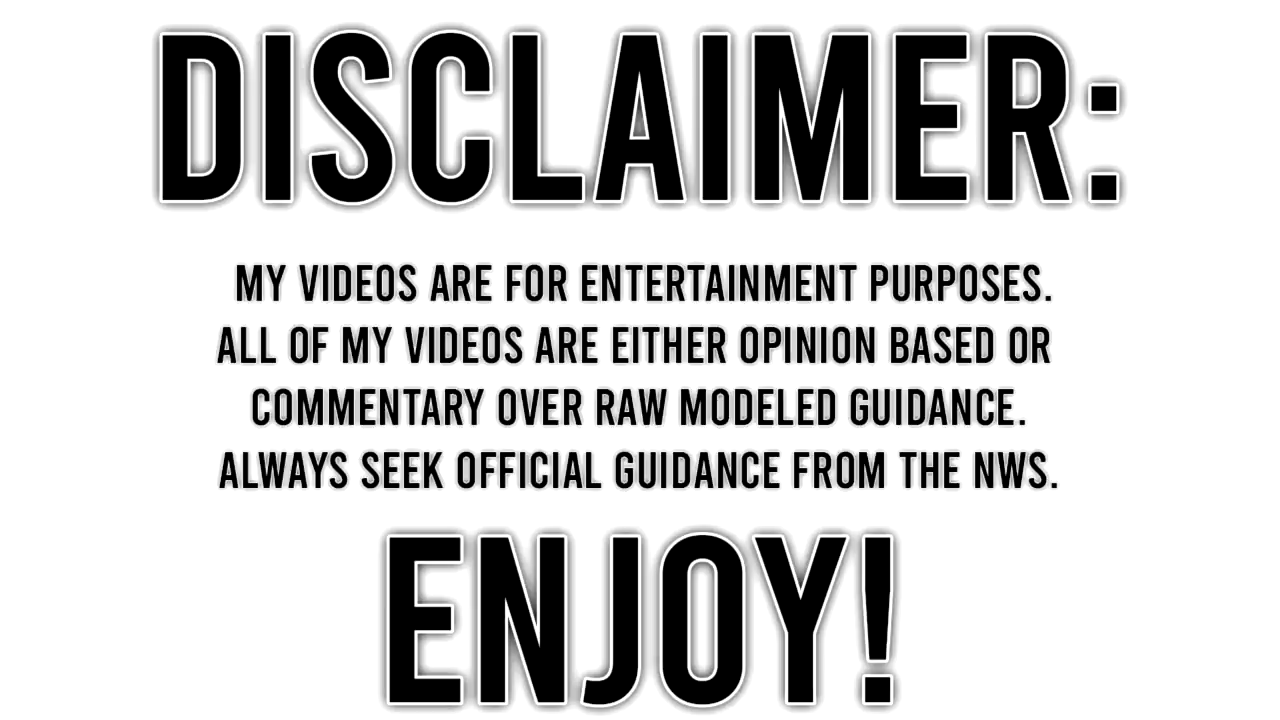 DISCLAIMER:
MY VIDEOS ARE FOR ENTERTAINMENT PURPOSES.
ALL OF MY VIDEOS ARE EITHER OPINION BASED OR
COMMENTARY OVER RAW MODELED GUIDANCE.
ALWAYS SEEK OFFICIAL GUIDANCE FROM THE NWS.
ENJOY!